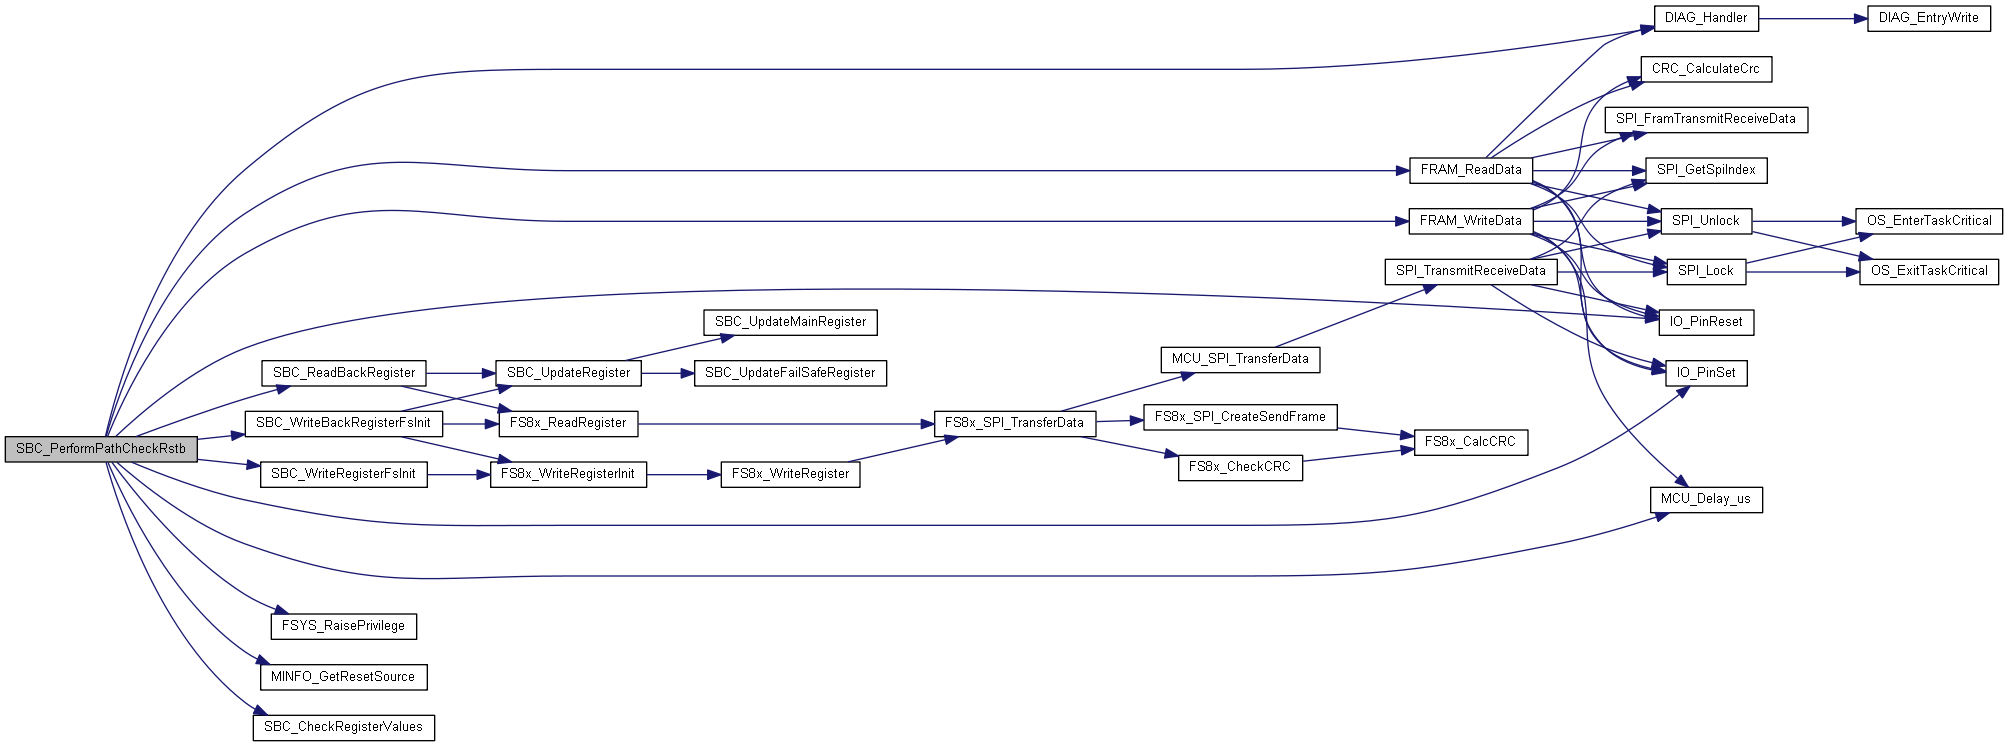 DIAG_Handler
DIAG_EntryWrite
CRC_CalculateCrc
SPI_FramTransmitReceiveData
FRAM_ReadData
SPI_GetSpiIndex
FRAM_WriteData
SPI_Unlock
OS_EnterTaskCritical
SPI_TransmitReceiveData
SPI_Lock
OS_ExitTaskCritical
SBC_UpdateMainRegister
IO_PinReset
MCU_SPI_TransferData
SBC_ReadBackRegister
SBC_UpdateRegister
SBC_UpdateFailSafeRegister
IO_PinSet
SBC_WriteBackRegisterFsInit
FS8x_ReadRegister
FS8x_SPI_TransferData
FS8x_SPI_CreateSendFrame
FS8x_CalcCRC
SBC_PerformPathCheckRstb
FS8x_CheckCRC
SBC_WriteRegisterFsInit
FS8x_WriteRegisterInit
FS8x_WriteRegister
MCU_Delay_us
FSYS_RaisePrivilege
MINFO_GetResetSource
SBC_CheckRegisterValues